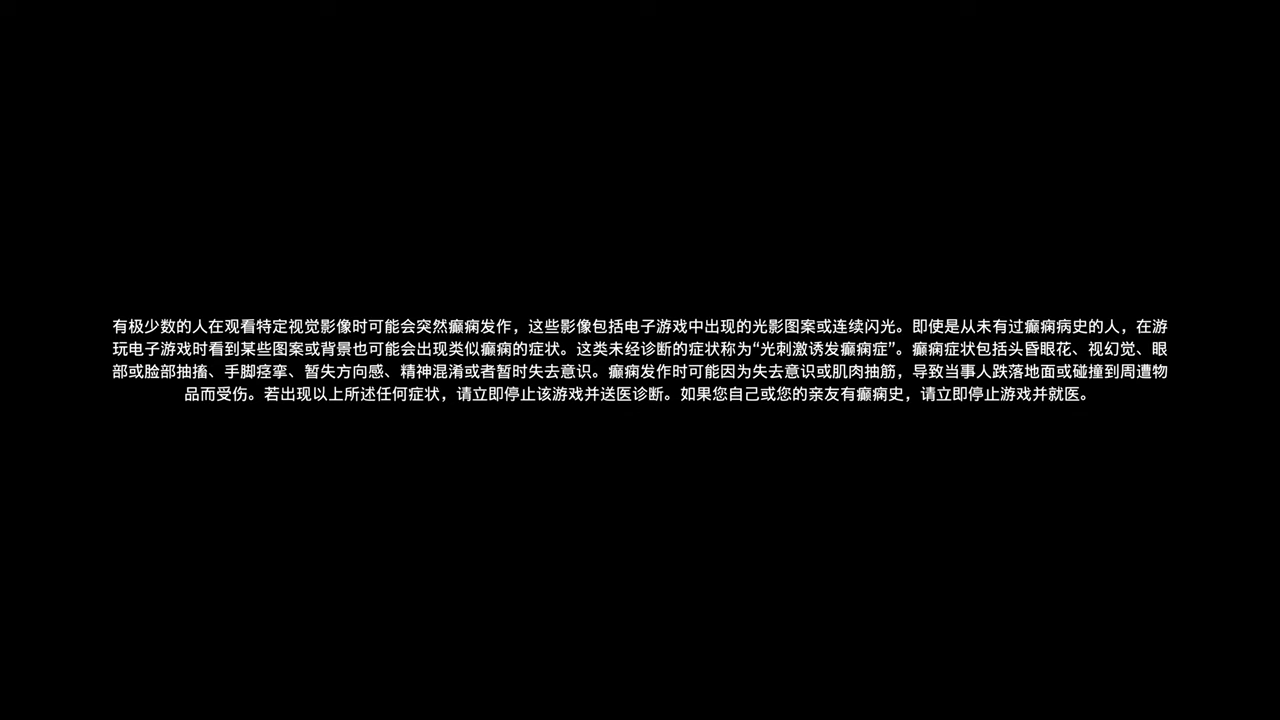 有极少数的人在观看特定视觉影像时可能会突然癫痫发作，这些影像包括电子游戏中出现的光影图案或连续闪光。即使是从未有过癫痫病史的人，在游
玩电子游戏时看到某些图案或背景也可能会出现类似癫痫的症状。这类未经诊断的症状称为“光刺激诱发癫痫症”。癫痫症状包括头昏眼花、视幻觉、眼
部或脸部抽搐、手脚痉挛、暂失方向感、精神混淆或者暂时失去意识。癫痫发作时可能因为失去意识或肌肉抽筋，导致当事人跌落地面或碰撞到周遭物
品而受伤。若出现以上所述任何症状，请立即停止该游戏并送医诊断。如果您自己或您的亲友有癫痫史，请立即停止游戏并就医。